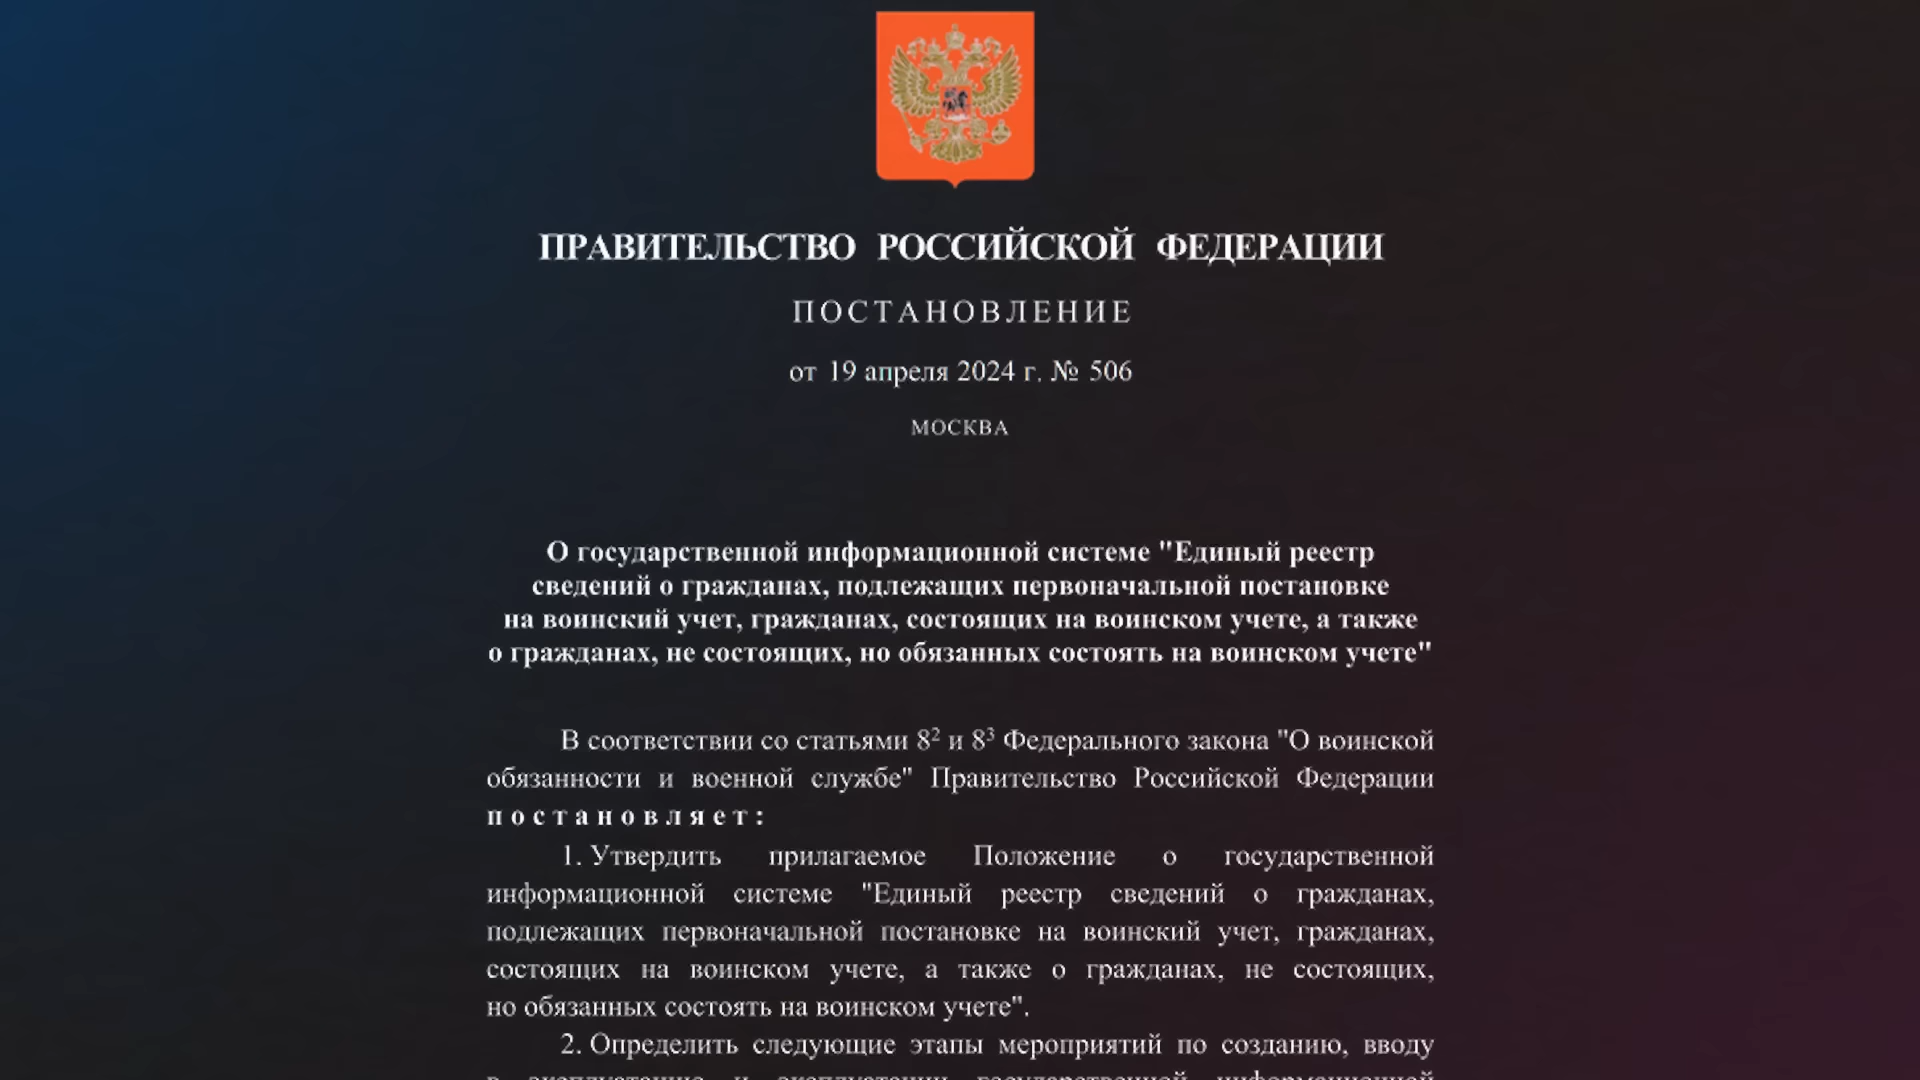 ПРАВИТЕЛЬСТВО РОССИЙСКОЙ ФЕДЕРАЦИИ
ПОСТАНОВЛЕНИЕ
от 19 апреля 2024 г. № 506
МОСКВА
О государственной информационной системе "Единый реестр
сведений о гражданах, подлежащих первоначальной постановке
на воинский учет, гражданах, состоящих на воинском учете, а также
о гражданах, не состоящих, но обязанных состоять на воинском учете"
В соответствии со статьями 8² и 8³ Федерального закона "О воинской
обязанности и военной службе" Правительство Российской Федерации
постановляет:
1. Утвердить прилагаемое Положение о государственной
информационной системе "Единый реестр сведений о гражданах,
подлежащих первоначальной постановке на воинский учет, гражданах,
состоящих на воинском учете, а также о гражданах, не состоящих,
но обязанных состоять на воинском учете".
2. Определить следующие этапы мероприятий по созданию, вводу